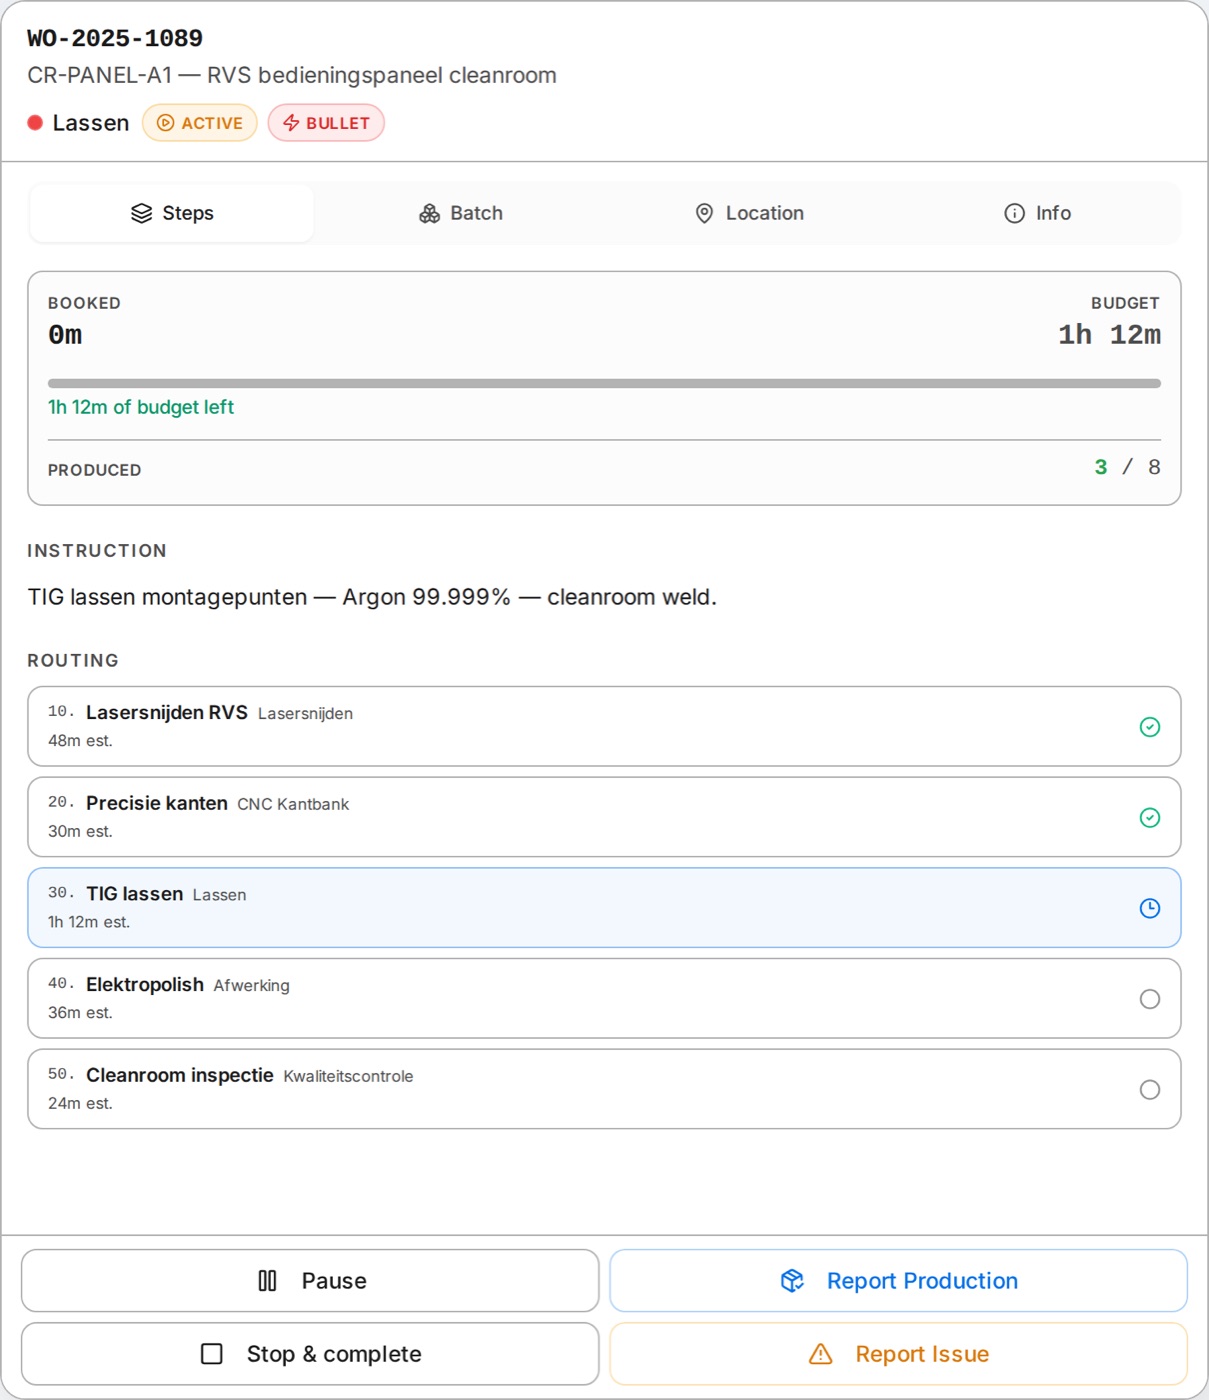 WO-2025-1089
CR-PANEL-A1 — RVS bedieningspaneel cleanroom
Lassen ACTIVE BULLET
Steps Batch Location Info
BOOKED BUDGET
0m 1h 12m
1h 12m of budget left
PRODUCED 3 / 8
INSTRUCTION
TIG lassen montagepunten — Argon 99.999% — cleanroom weld.
ROUTING
10. Lasersnijden RVS Lasersnijden
48m est.
20. Precisie kanten CNC Kantbank
30m est.
30. TIG lassen Lassen
1h 12m est.
40. Elektropolish Afwerking
36m est.
50. Cleanroom inspectie Kwaliteitscontrole
24m est.
Pause Report Production
Stop & complete Report Issue